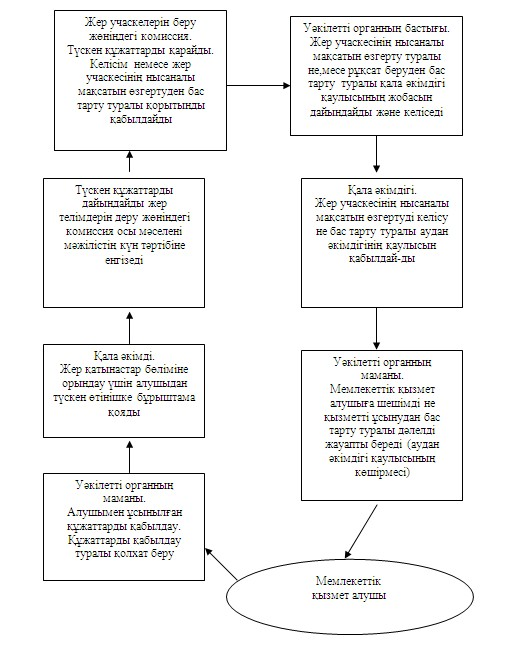 Жер учаскелерін беру
жөніндегі комиссия.
Түскен құжаттарды қарайды.
Келісім немесе жер
учаскесінің нысаналы
мақсатын өзгертуден бас
тарту туралы қорытынды
қабылдайды
Уәкілетті органның бастығы.
Жер учаскесінің нысаналы
мақсатын өзгерту туралы
не,месе рұқсат беруден бас
тарту туралы қала әкімдігі
қаулысының жобасын
дайындайды және келіседі
Түскен құжаттарды
дайындайды жер
телімдерін деру жөніндегі
комиссия осы мәселені
мәжілістін күн тәртібіне
енгізеді
Қала әкімдігі.
Жер учаскесінің нысаналы
мақсатын өзгертуді келісу
не бас тарту туралы аудан
әкімдігінің қаулысын
қабылдай-ды
Қала әкімді.
Жер қатынастар бөліміне
орындау үшін алушыдан
түскен өтінішке бұрыштама
қояды
Уәкілетті органның
маманы.
Мемлекеттік қызмет
алушыға шешімді не
қызметті ұсынудан бас
тарту туралы дәлелді
жауапты береді (аудан
әкімдігі қаулысының
көшірмесі)
Уәкілетті органның
маманы.
Алушымен ұсынылған
құжаттарды қабылдау.
Құжаттарды қабылдау
туралы қолхат беру
Мемлекеттік
қызмет алушы